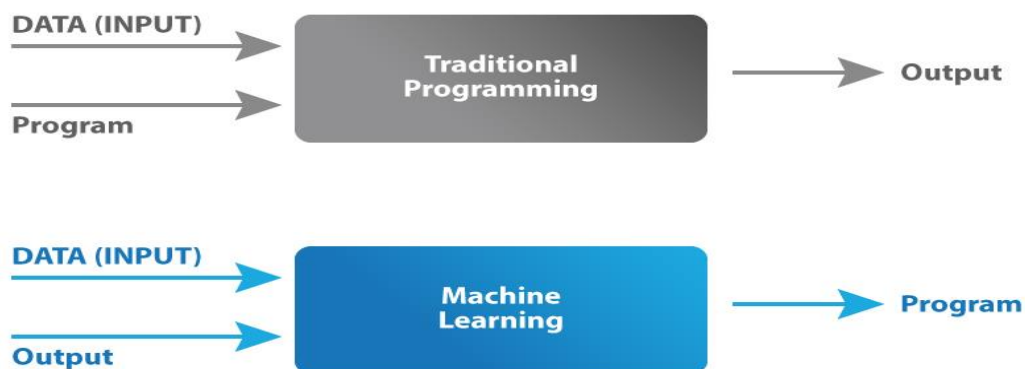 DATA (INPUT)
Program
Traditional
Programming
Output
DATA (INPUT)
Output
Machine
Learning
Program